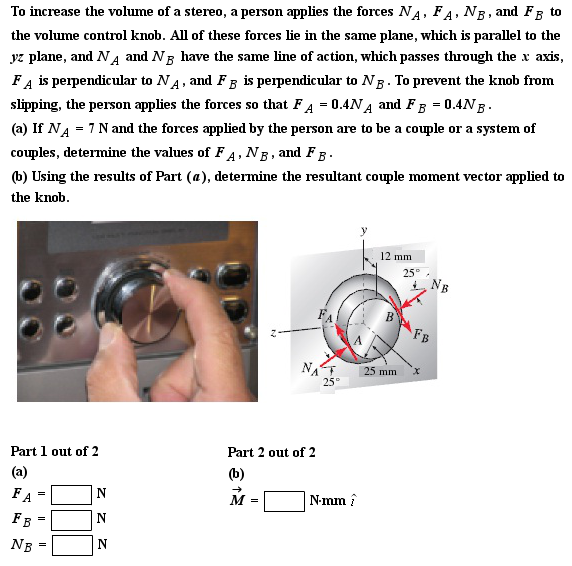 To increase the volume of a stereo, a person applies the forces N_A, F_A, N_B, and F_B to
the volume control knob. All of these forces lie in the same plane, which is parallel to the
yz plane, and N_A and N_B have the same line of action, which passes through the x axis,
F_A is perpendicular to N_A, and F_B is perpendicular to N_B. To prevent the knob from
slipping, the person applies the forces so that F_A = 0.4N_A and F_B = 0.4N_B.
(a) If N_A = 7 N and the forces applied by the person are to be a couple or a system of
couples, determine the values of F_A, N_B, and F_B.
(b) Using the results of Part (a), determine the resultant couple moment vector applied to
the knob.
y
12 mm
25°
N_B
F_A
B
z
F_B
A
N_A
25 mm
x
25°
Part 1 out of 2
(a)
F_A = N
F_B = N
N_B = N
Part 2 out of 2
(b)
M⃗ = N·mm î